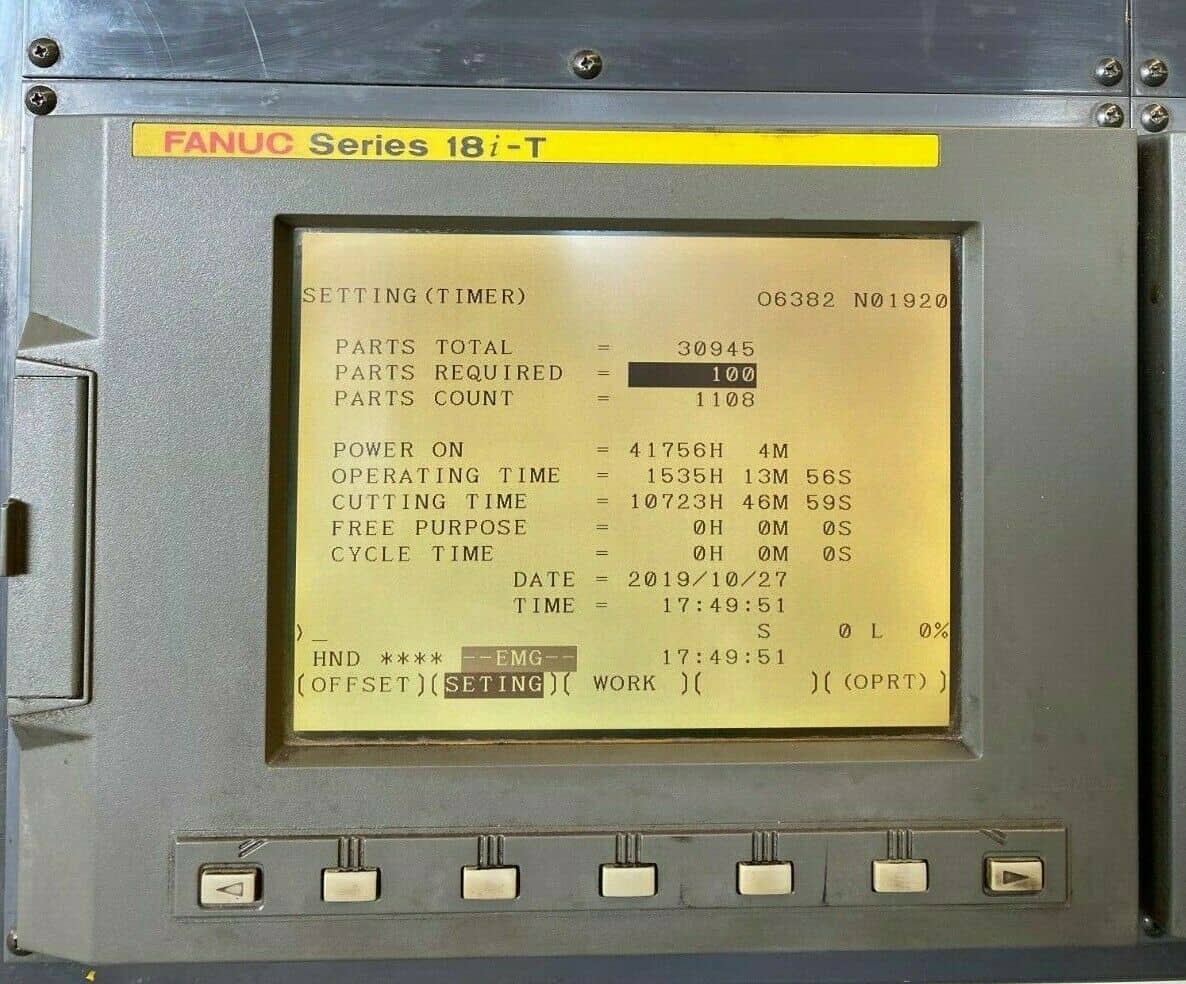 FANUC Series 18i-T
SETTING(TIMER) O6382 N01920
PARTS TOTAL = 30945
PARTS REQUIRED = 100
PARTS COUNT = 1108
POWER ON = 41756H 4M
OPERATING TIME = 1535H 13M 56S
CUTTING TIME = 10723H 46M 59S
FREE PURPOSE = 0H 0M 0S
CYCLE TIME = 0H 0M 0S
DATE = 2019/10/27
TIME = 17:49:51
>_ S 0 L 0%
HND **** --EMG-- 17:49:51
(OFFSET)(SETING)( WORK )( )( (OPRT) )